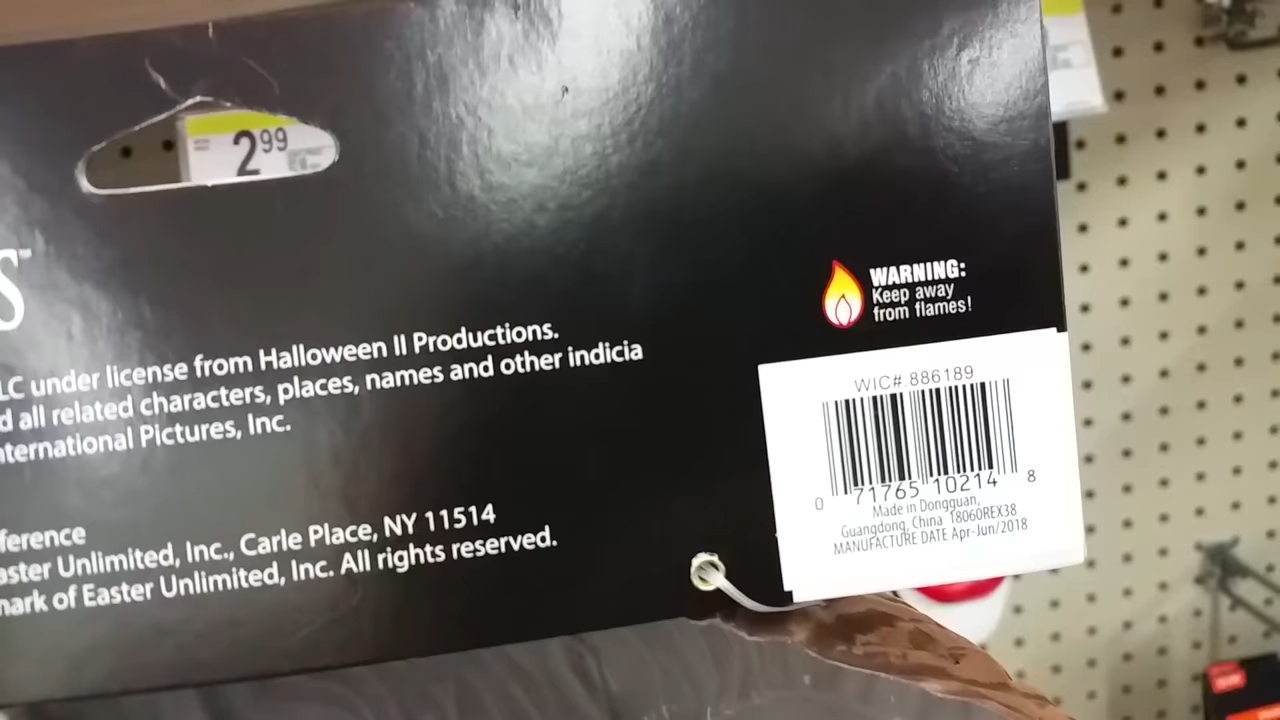 2 99
S™
LC under license from Halloween II Productions.
d all related characters, places, names and other indicia
nternational Pictures, Inc.
ference
aster Unlimited, Inc., Carle Place, NY 11514
mark of Easter Unlimited, Inc. All rights reserved.
WARNING:
Keep away
from flames!
WIC#.886189
0 71765 10214 8
Made in Dongguan,
Guangdong, China 18060REX38
MANUFACTURE DATE Apr-Jun/2018